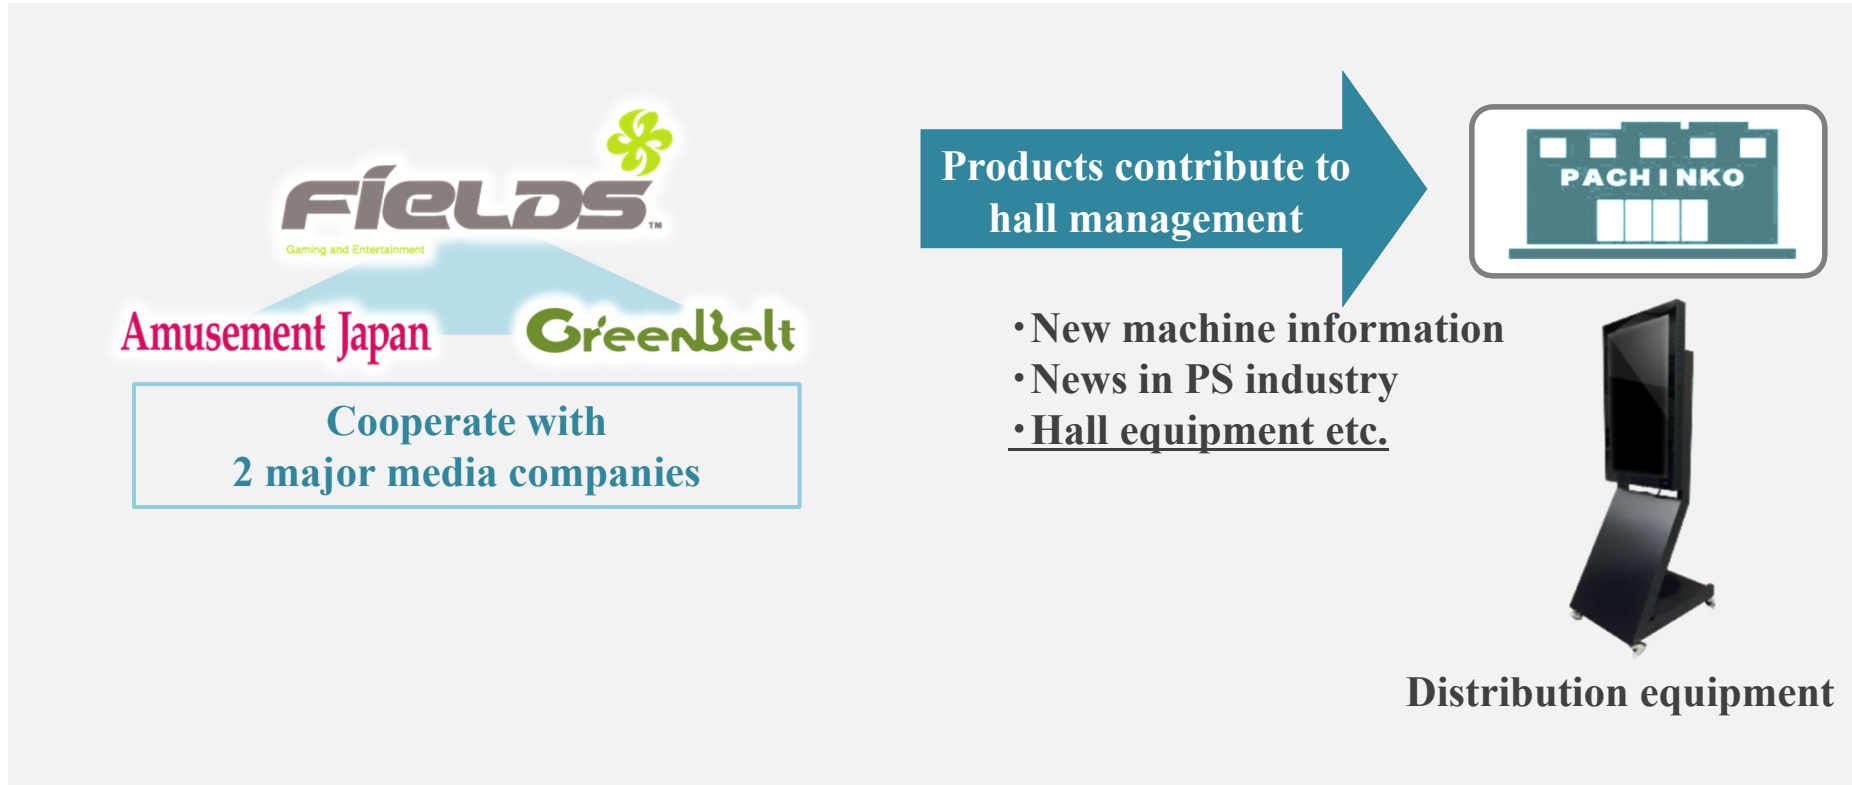 FIELDS™
Gaming and Entertainment
Amusement Japan
GreenBelt
Cooperate with
2 major media companies
Products contribute to
hall management
・New machine information
・News in PS industry
・Hall equipment etc.
PACHINKO
Distribution equipment